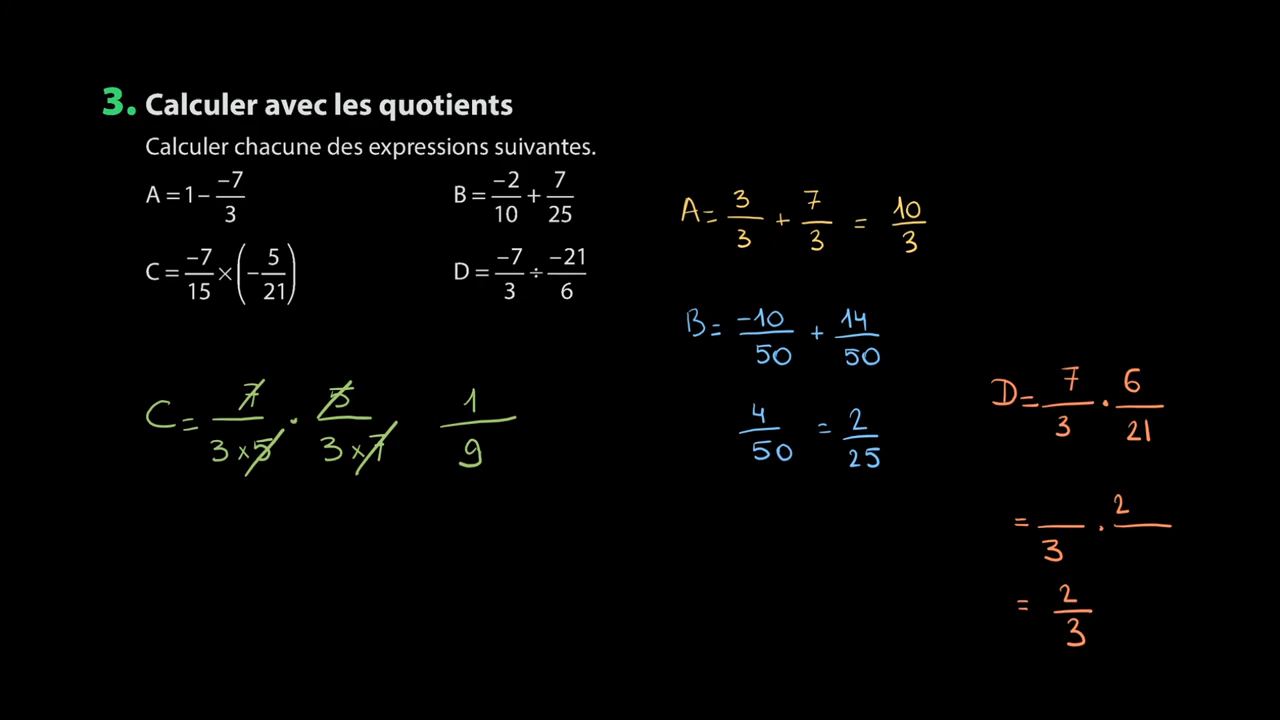 3. Calculer avec les quotients
Calculer chacune des expressions suivantes.
A = 1 − −7/3
B = −2/10 + 7/25
C = −7/15 × (− 5/21)
D = −7/3 ÷ −21/6
A = 3/3 + 7/3 = 10/3
B = −10/50 + 14/50
4/50 = 2/25
C = 7/3×5 · 5/3×7 1/9
D = 7/3 · 6/21
= /3 · 2/
= 2/3